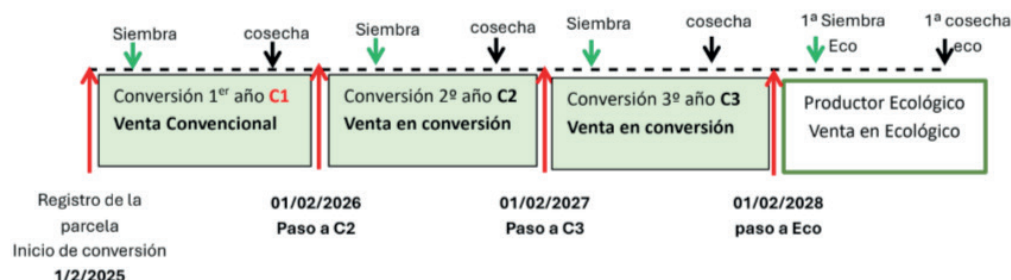 Siembra
cosecha
Siembra
cosecha
Siembra
cosecha
1ª Siembra
Eco
1ª cosecha
eco
Conversión 1er año C1
Venta Convencional
Conversión 2º año C2
Venta en conversión
Conversión 3º año C3
Venta en conversión
Productor Ecológico
Venta en Ecológico
Registro de la
parcela
Inicio de conversión
1/2/2025
01/02/2026
Paso a C2
01/02/2027
Paso a C3
01/02/2028
paso a Eco